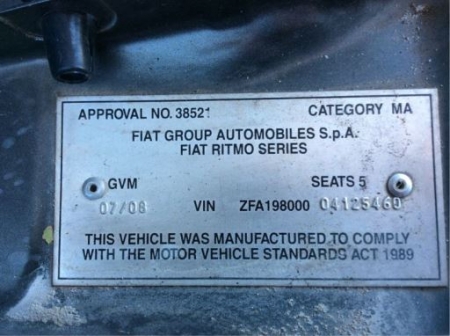 APPROVAL NO. 38521 CATEGORY MA
FIAT GROUP AUTOMOBILES S.p.A.
FIAT RITMO SERIES
GVM SEATS 5
07/08 VIN ZFA198000 04125460
THIS VEHICLE WAS MANUFACTURED TO COMPLY
WITH THE MOTOR VEHICLE STANDARDS ACT 1989